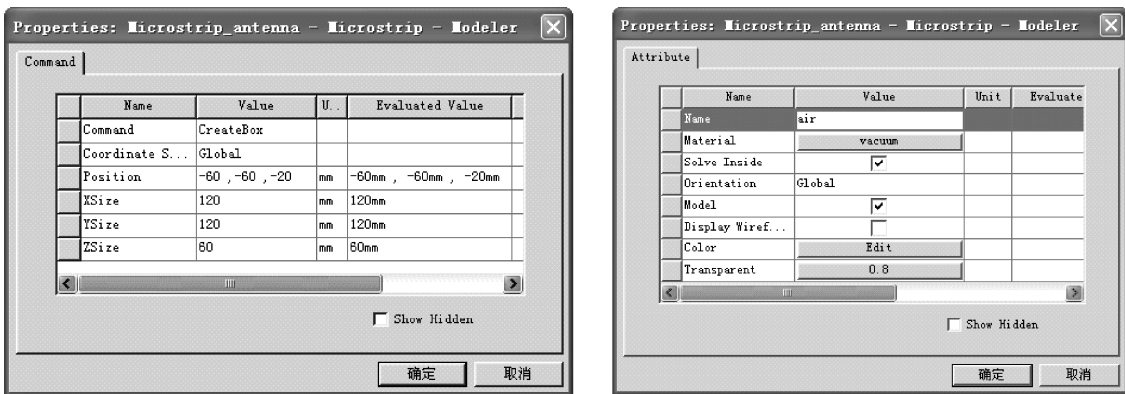 Properties: Microstrip_antenna - Microstrip - Modeler
Command
Name Value U.. Evaluated Value
Command CreateBox
Coordinate S... Global
Position -60 ,-60 ,-20 mm -60mm , -60mm , -20mm
XSize 120 mm 120mm
YSize 120 mm 120mm
ZSize 60 mm 60mm
Show Hidden
确定 取消
Properties: Microstrip_antenna - Microstrip - Modeler
Attribute
Name Value Unit Evaluate
Name air
Material vacuum
Solve Inside
Orientation Global
Model
Display Wiref...
Color Edit
Transparent 0.8
Show Hidden
确定 取消